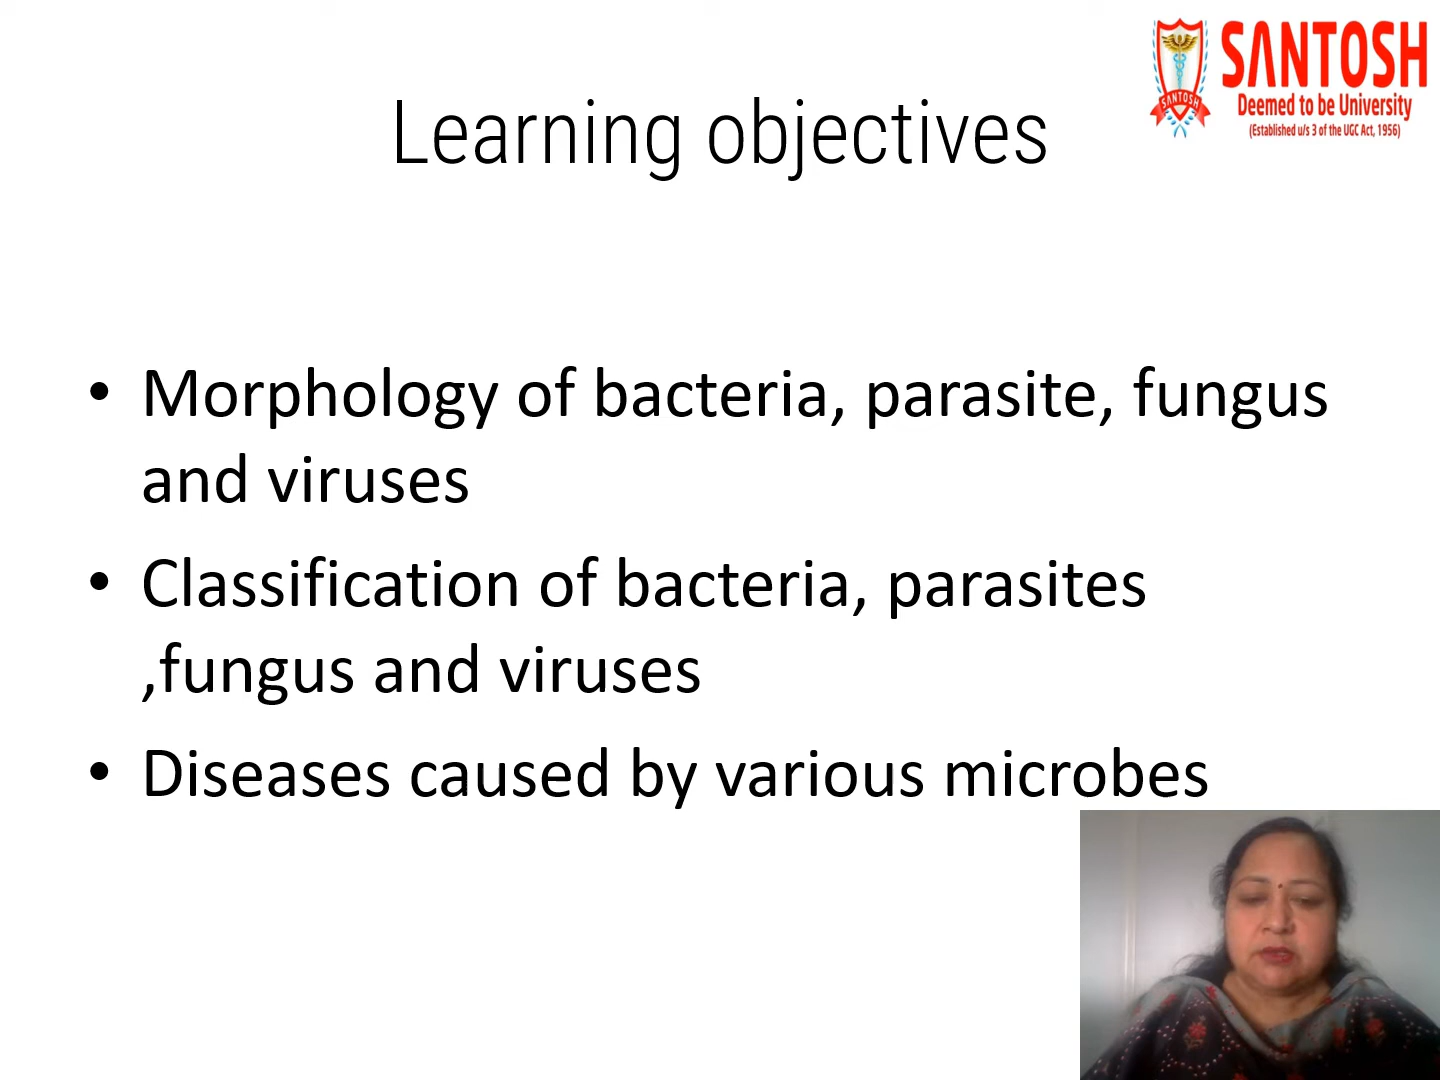 SANTOSH
Deemed to be University
(Established u/s 3 of the UGC Act, 1956)
SANTOSH
Learning objectives
• Morphology of bacteria, parasite, fungus
and viruses
• Classification of bacteria, parasites
,fungus and viruses
• Diseases caused by various microbes